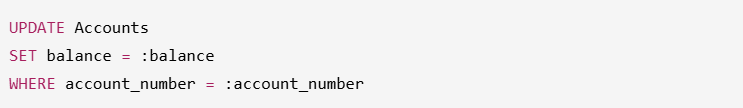 UPDATE Accounts
SET balance = :balance
WHERE account_number = :account_number